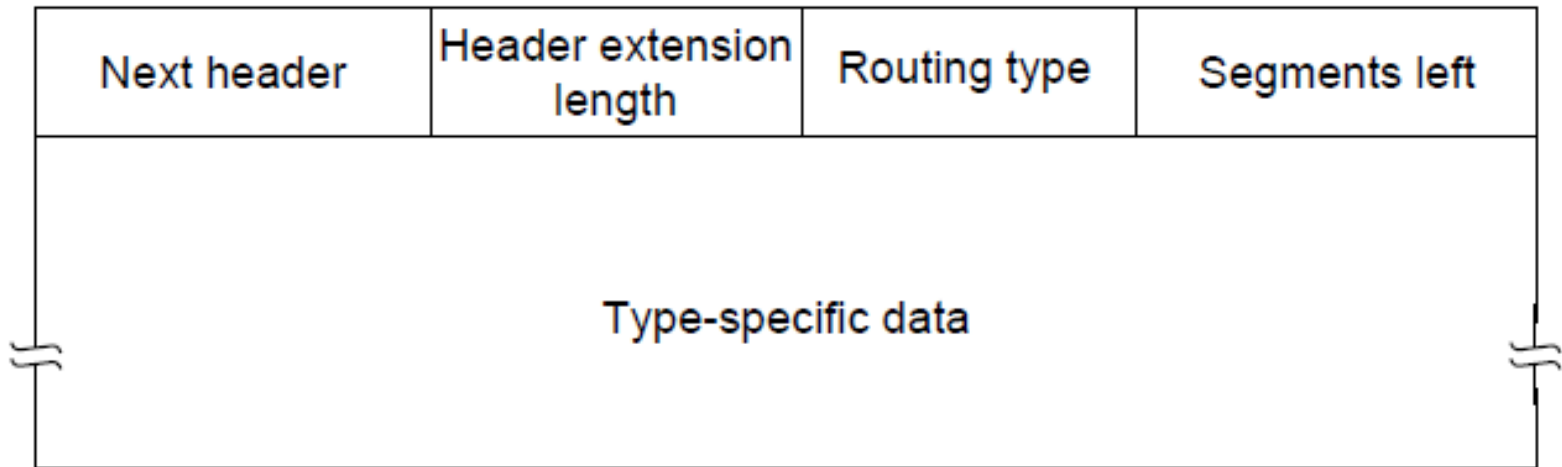 Next header
Header extension
length
Routing type
Segments left
Type-specific data